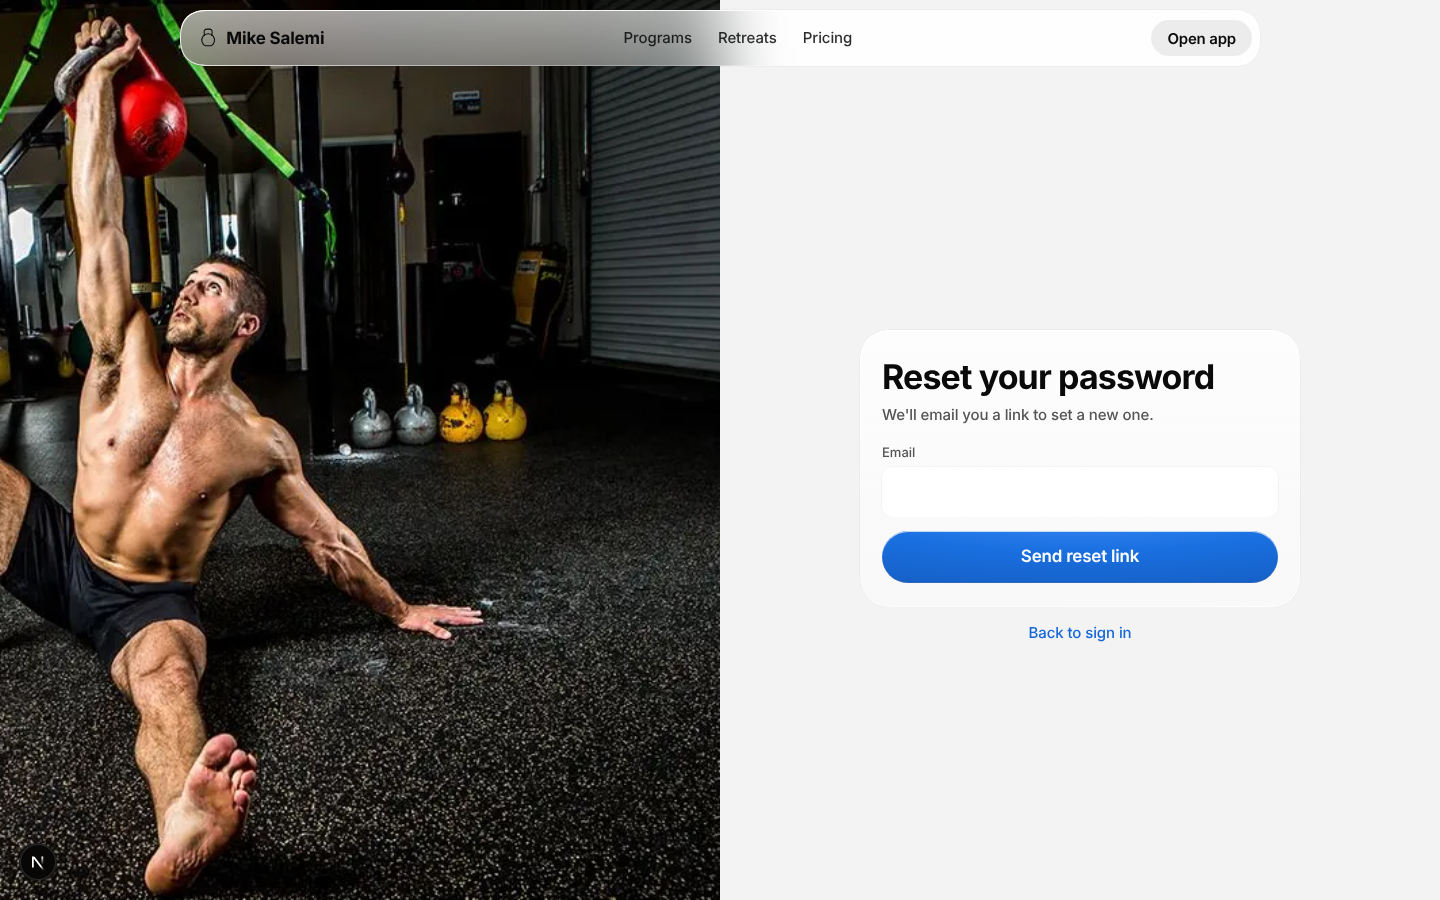 Mike Salemi
Programs
Retreats
Pricing
Open app
Reset your password
We'll email you a link to set a new one.
Email
Send reset link
Back to sign in
N